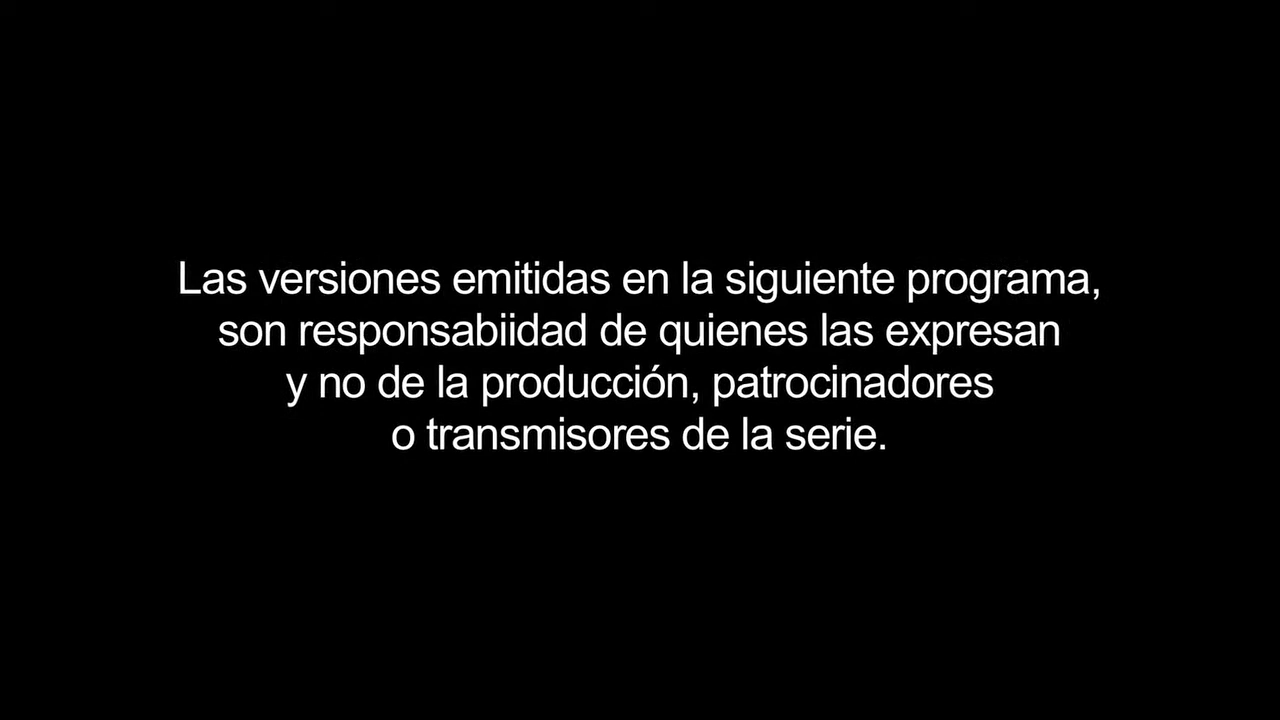 Las versiones emitidas en la siguiente programa,
son responsabiidad de quienes las expresan
y no de la producción, patrocinadores
o transmisores de la serie.